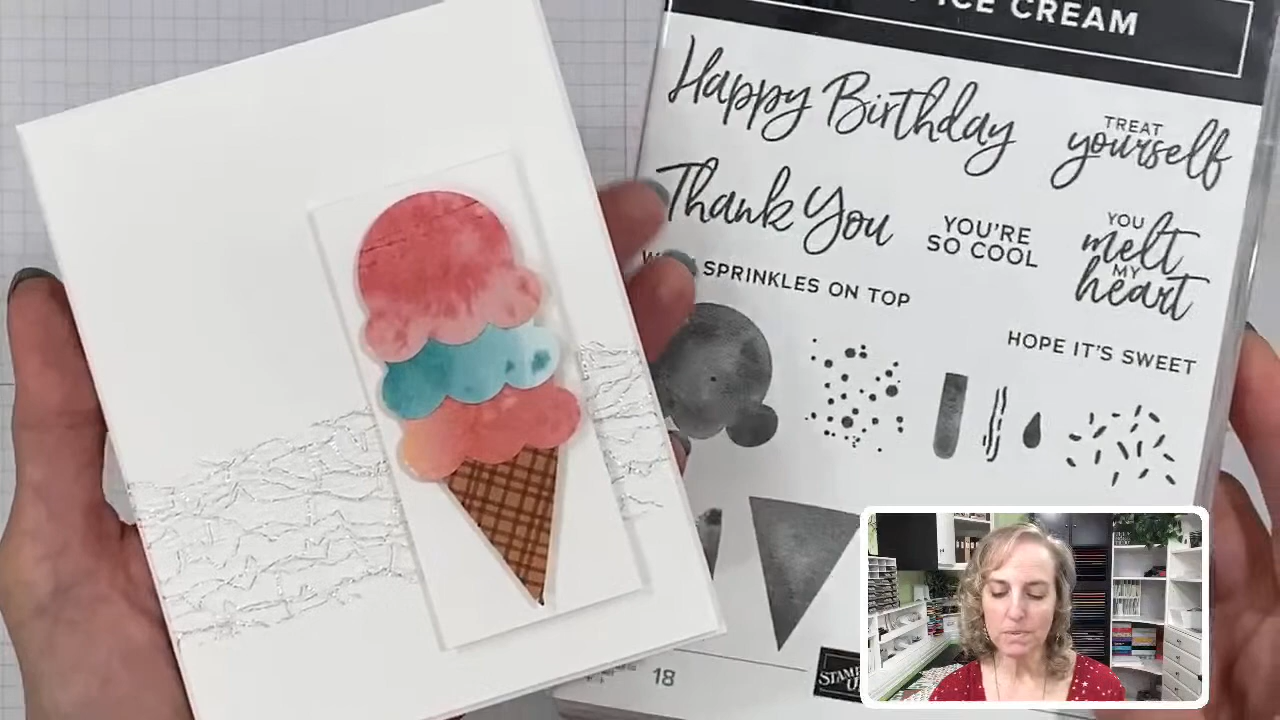 ICE CREAM
Happy Birthday
TREAT
yourself
Thank You
YOU'RE
SO COOL
YOU
melt
MY
heart
SPRINKLES ON TOP
HOPE IT'S SWEET
18
STAMPIN'